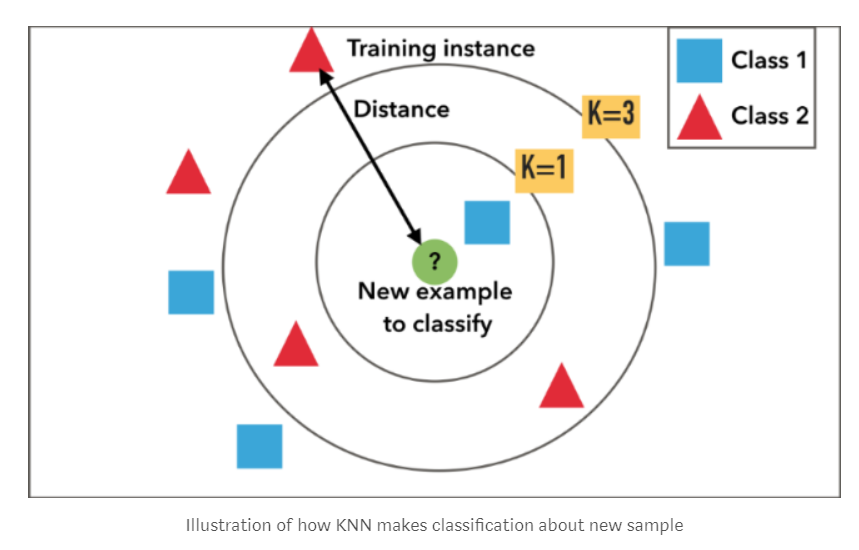 Training instance
Class 1
Distance
K=3
Class 2
K=1
?
New example
to classify
Illustration of how KNN makes classification about new sample